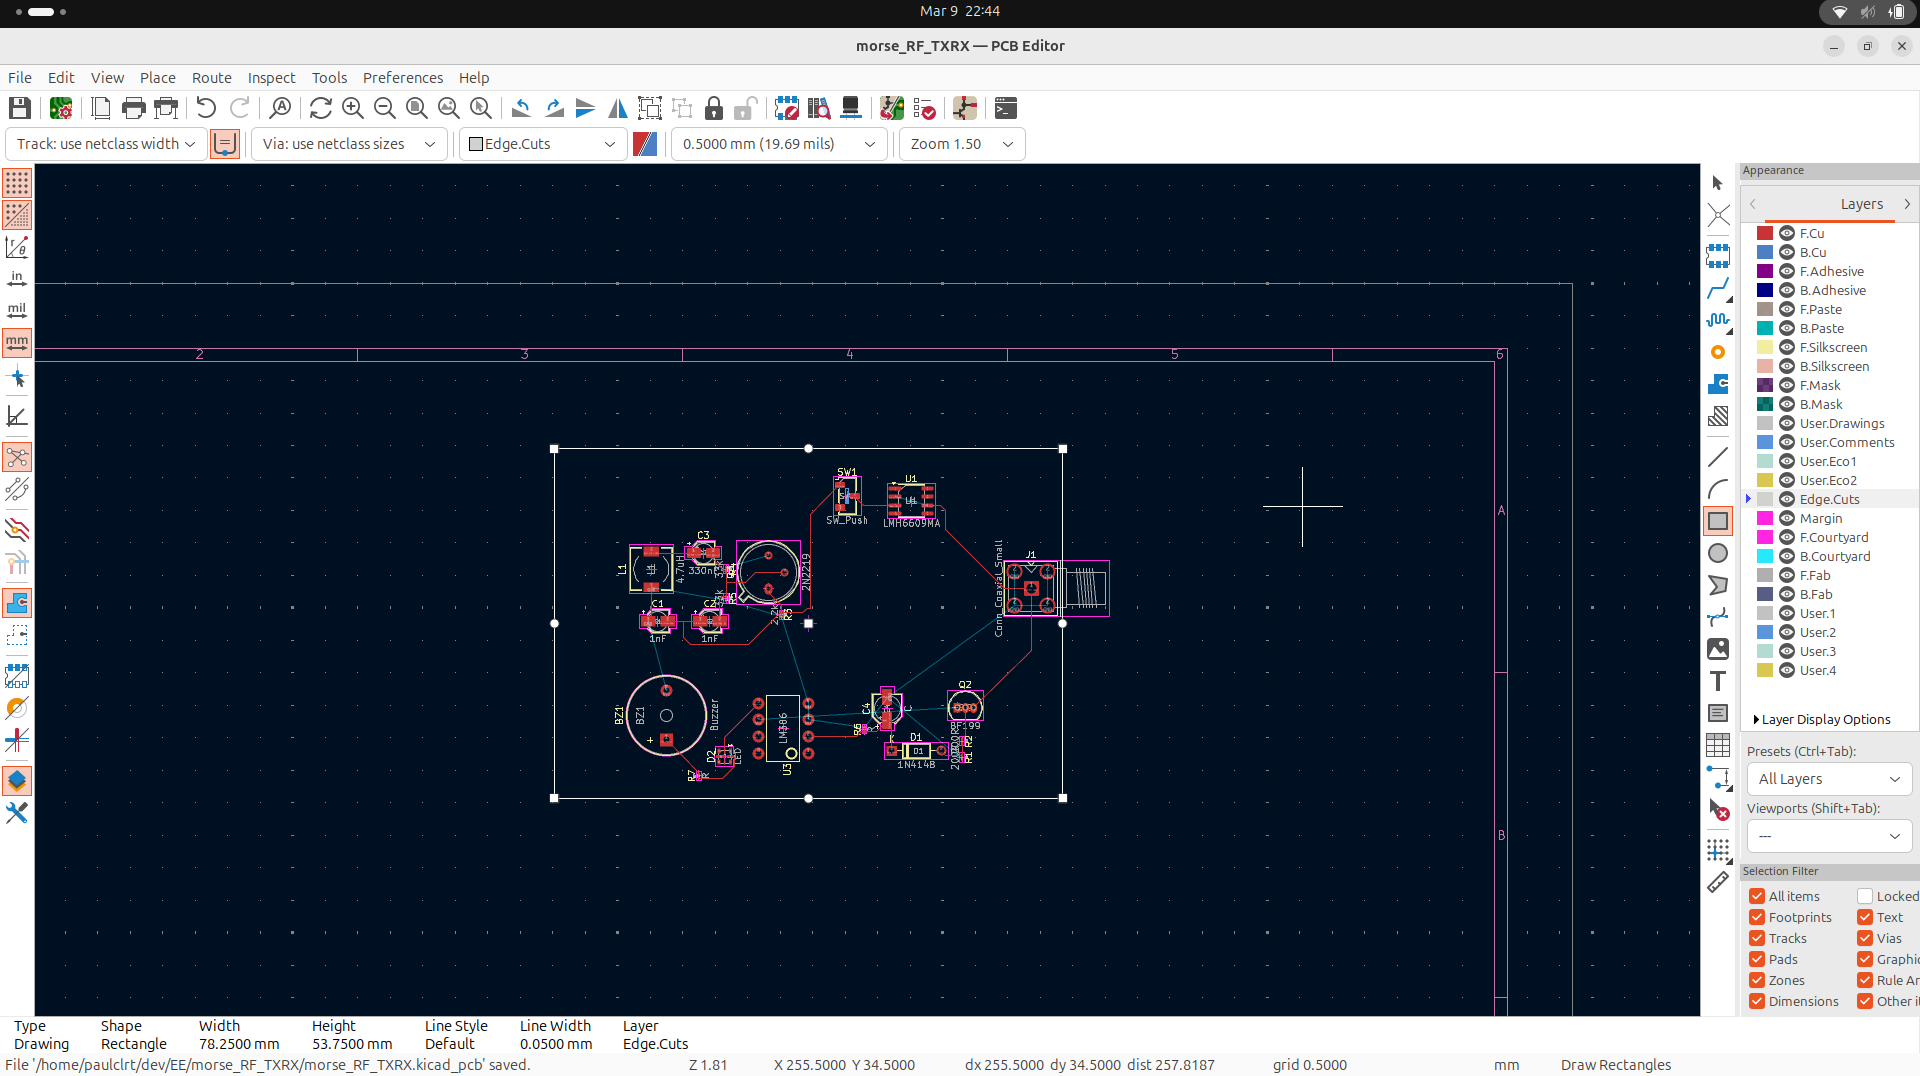 Mar 9 22:44
morse_RF_TXRX — PCB Editor
File Edit View Place Route Inspect Tools Preferences Help
Track: use netclass width
Via: use netclass sizes
Edge.Cuts
0.5000 mm (19.69 mils)
Zoom 1.50
in
mil
mm
2 3 4 5 6
A
B
SW1
SW_Push
U1
LMH6609MA
C3
330n
L1
4.7uH
2N2219
C1
1nF
C2
1nF
J1
Conn_Coaxial_Small
BZ1
BZ1
Buzzer
+
LM386
U3
D2
LED
R7
R
C4
C
Q2
BF199
D1
D1
1N4148
R2
R1
Appearance
Layers
F.Cu
B.Cu
F.Adhesive
B.Adhesive
F.Paste
B.Paste
F.Silkscreen
B.Silkscreen
F.Mask
B.Mask
User.Drawings
User.Comments
User.Eco1
User.Eco2
Edge.Cuts
Margin
F.Courtyard
B.Courtyard
F.Fab
B.Fab
User.1
User.2
User.3
User.4
Layer Display Options
Presets (Ctrl+Tab):
All Layers
Viewports (Shift+Tab):
---
Selection Filter
All items Locked
Footprints Text
Tracks Vias
Pads Graphic
Zones Rule Ar
Dimensions Other i
Type Shape Width Height Line Style Line Width Layer
Drawing Rectangle 78.2500 mm 53.7500 mm Default 0.0500 mm Edge.Cuts
File '/home/paulclrt/dev/EE/morse_RF_TXRX/morse_RF_TXRX.kicad_pcb' saved.
Z 1.81
X 255.5000 Y 34.5000
dx 255.5000 dy 34.5000 dist 257.8187
grid 0.5000
mm
Draw Rectangles